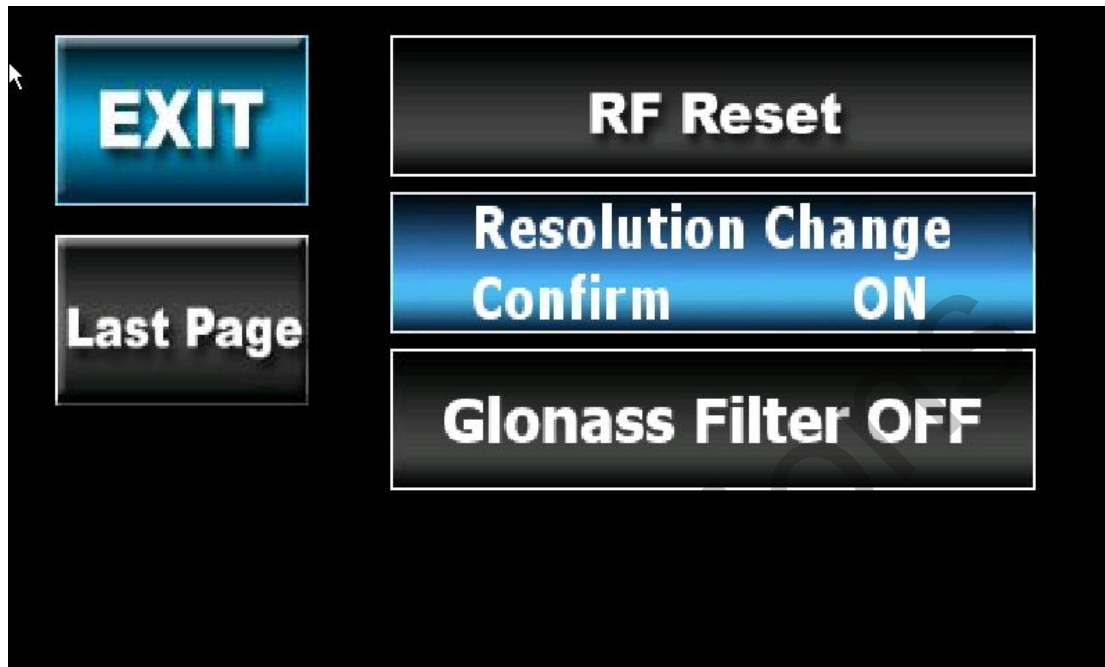 EXIT
RF Reset
Resolution Change
Confirm ON
Last Page
Glonass Filter OFF